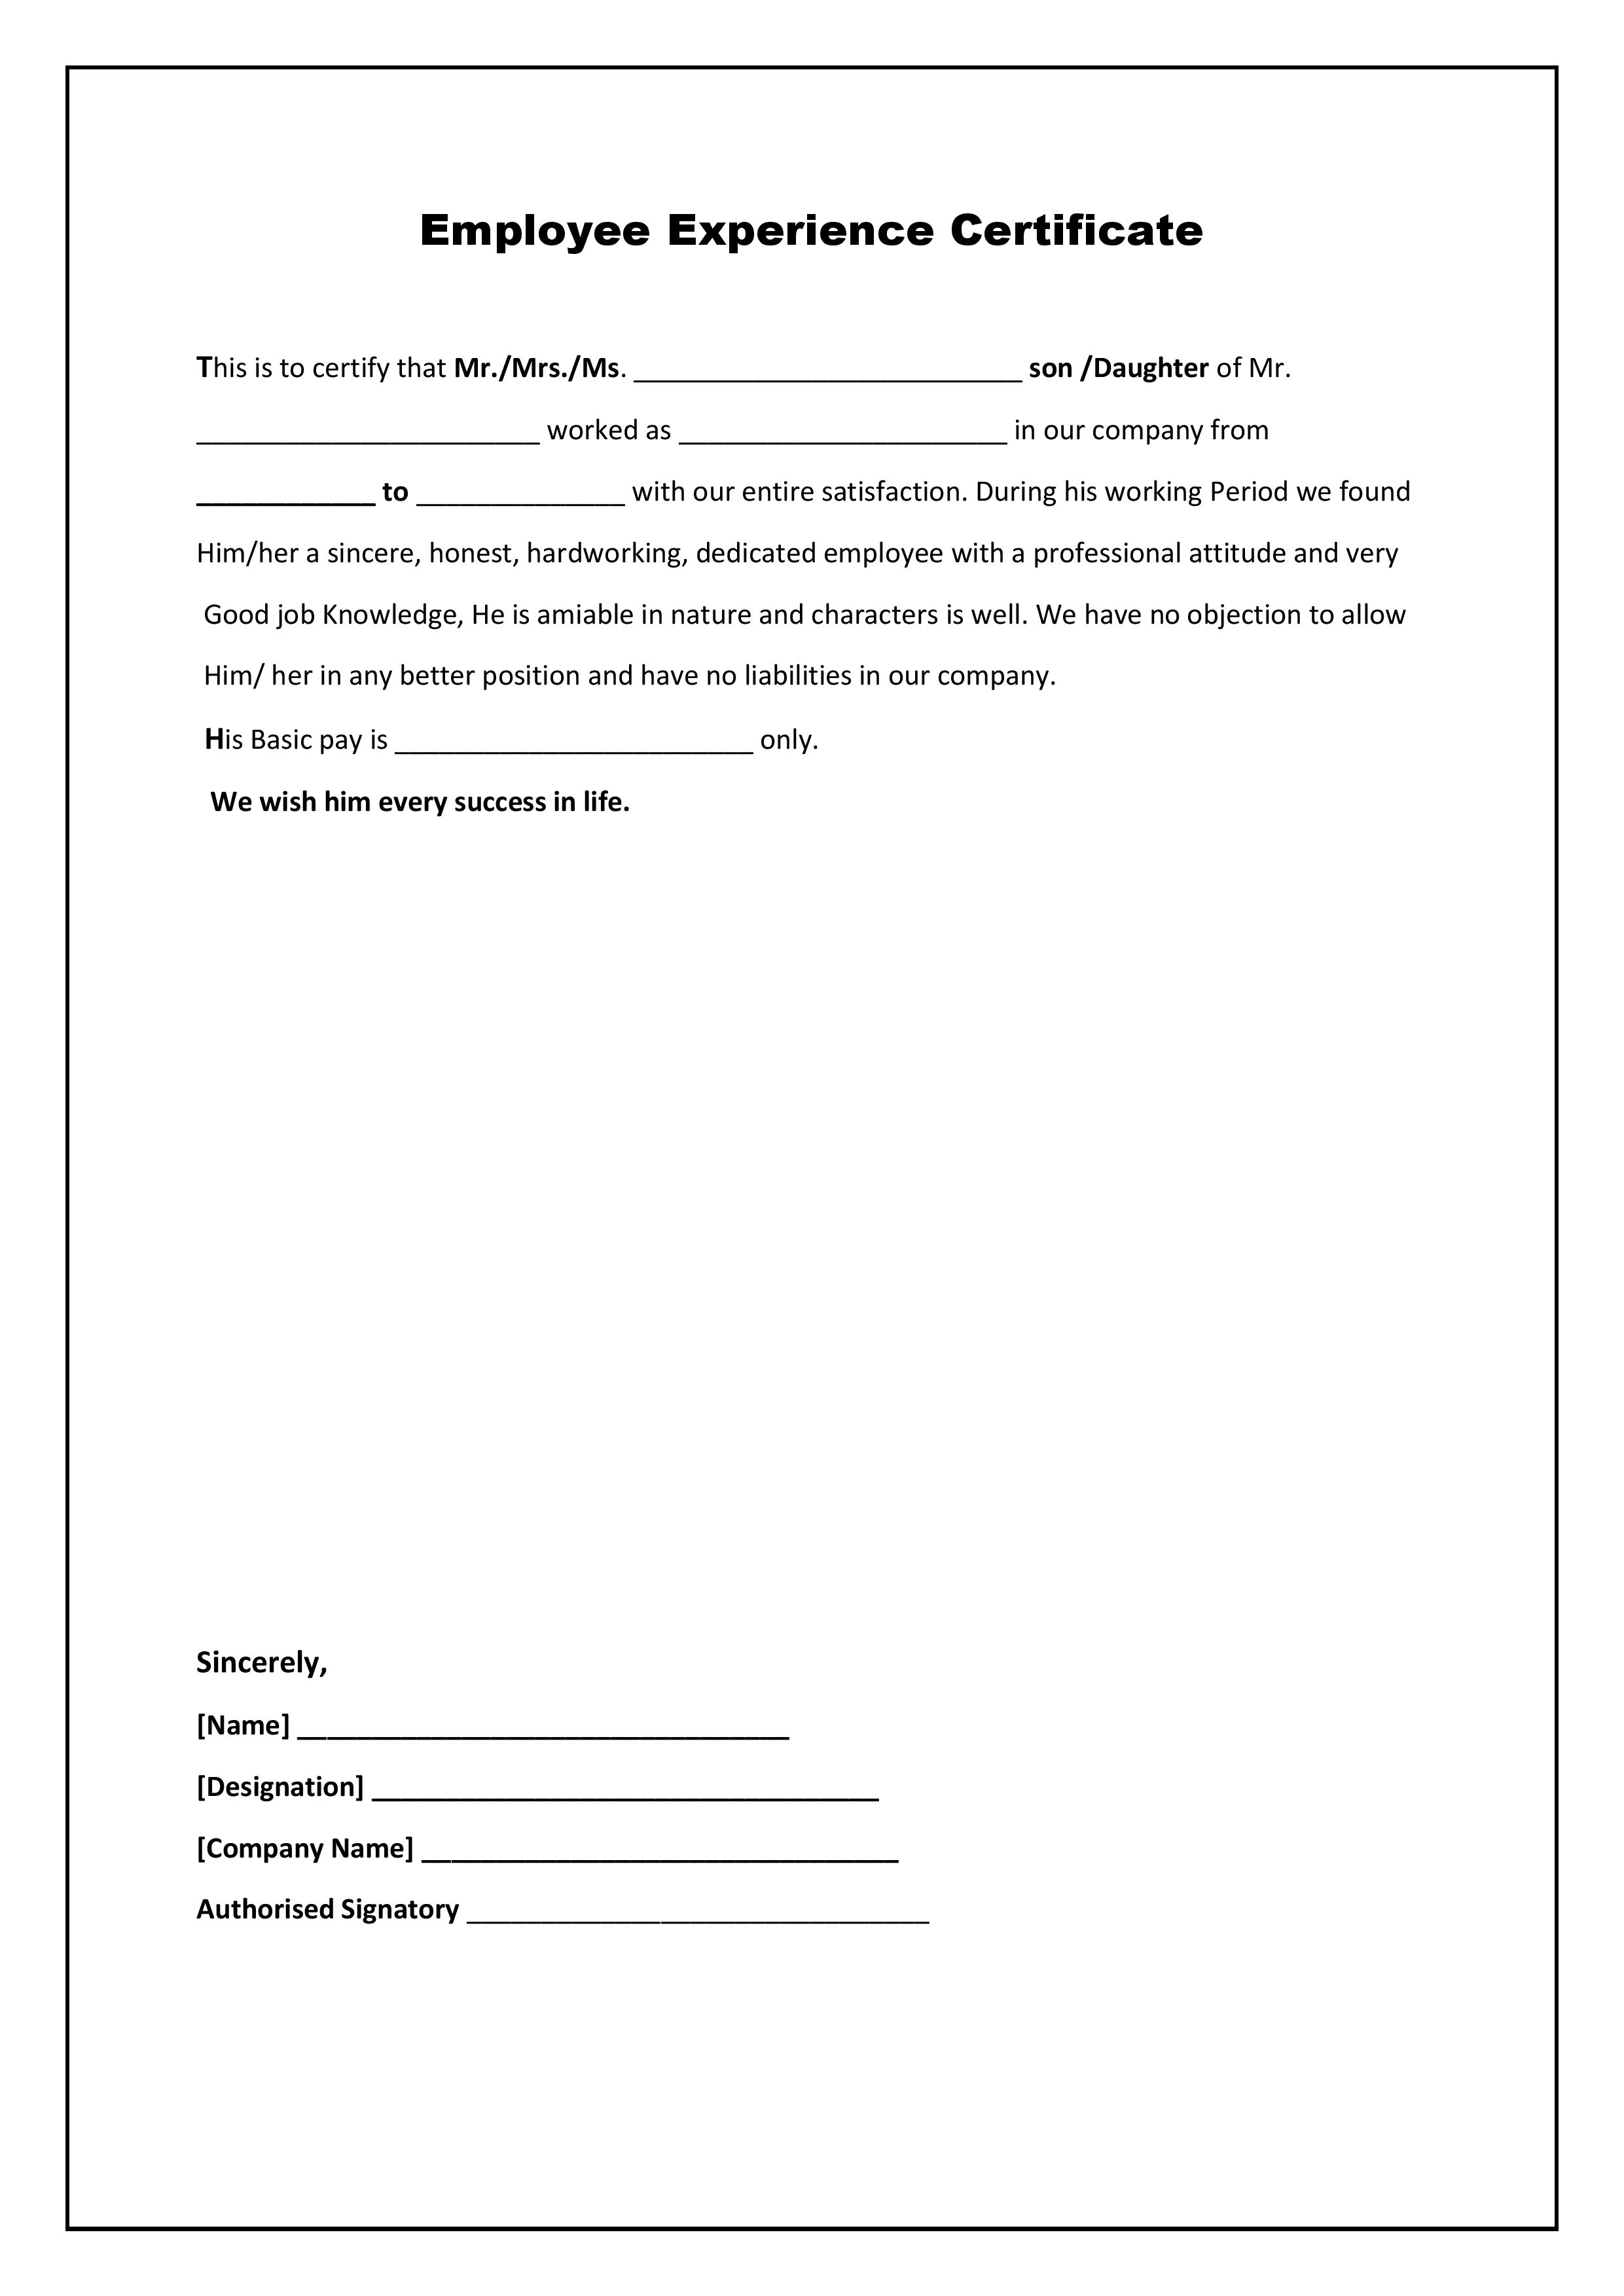 Employee Experience Certificate
This is to certify that Mr./Mrs./Ms. __________________________ son /Daughter of Mr.
_______________________ worked as ______________________ in our company from
____________ to ______________ with our entire satisfaction. During his working Period we found
Him/her a sincere, honest, hardworking, dedicated employee with a professional attitude and very
Good job Knowledge, He is amiable in nature and characters is well. We have no objection to allow
Him/ her in any better position and have no liabilities in our company.
His Basic pay is ________________________ only.
We wish him every success in life.
Sincerely,
[Name] _________________________________
[Designation] __________________________________
[Company Name] ________________________________
Authorised Signatory _______________________________